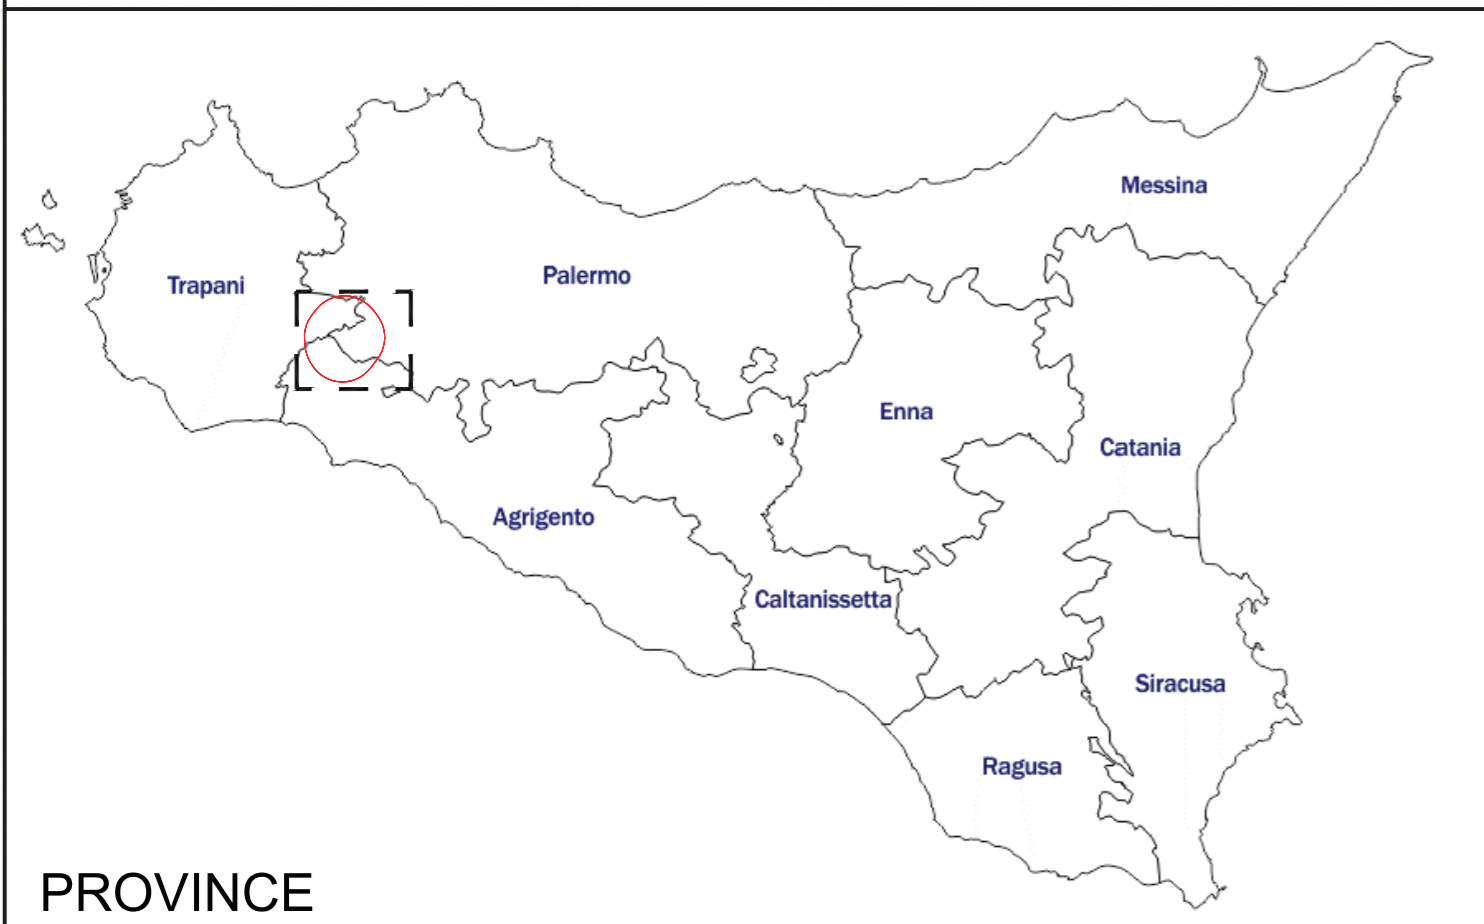 Messina
Palermo
Trapani
Enna
Catania
Agrigento
Caltanissetta
Siracusa
Ragusa
PROVINCE